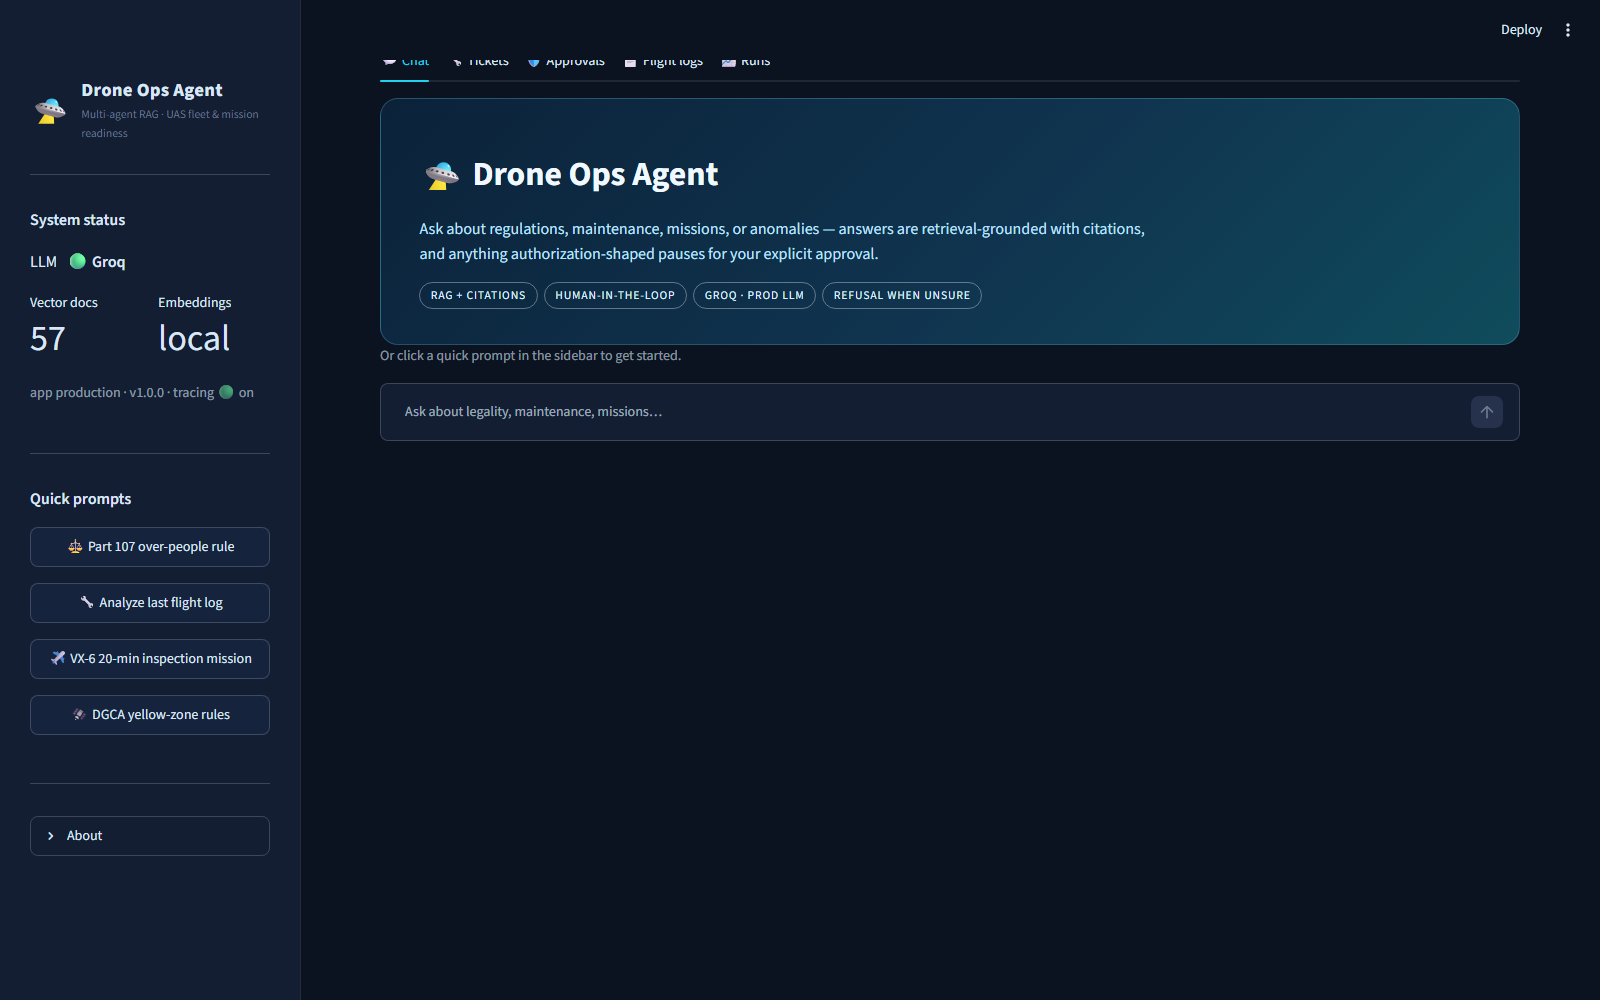 Deploy
Drone Ops Agent
Multi-agent RAG · UAS fleet & mission
readiness
System status
LLM Groq
Vector docs
57
Embeddings
local
app production · v1.0.0 · tracing on
Quick prompts
Part 107 over-people rule
Analyze last flight log
VX-6 20-min inspection mission
DGCA yellow-zone rules
About
Chat Tickets Approvals Flight logs Runs
Drone Ops Agent
Ask about regulations, maintenance, missions, or anomalies — answers are retrieval-grounded with citations,
and anything authorization-shaped pauses for your explicit approval.
RAG + CITATIONS HUMAN-IN-THE-LOOP GROQ · PROD LLM REFUSAL WHEN UNSURE
Or click a quick prompt in the sidebar to get started.
Ask about legality, maintenance, missions…